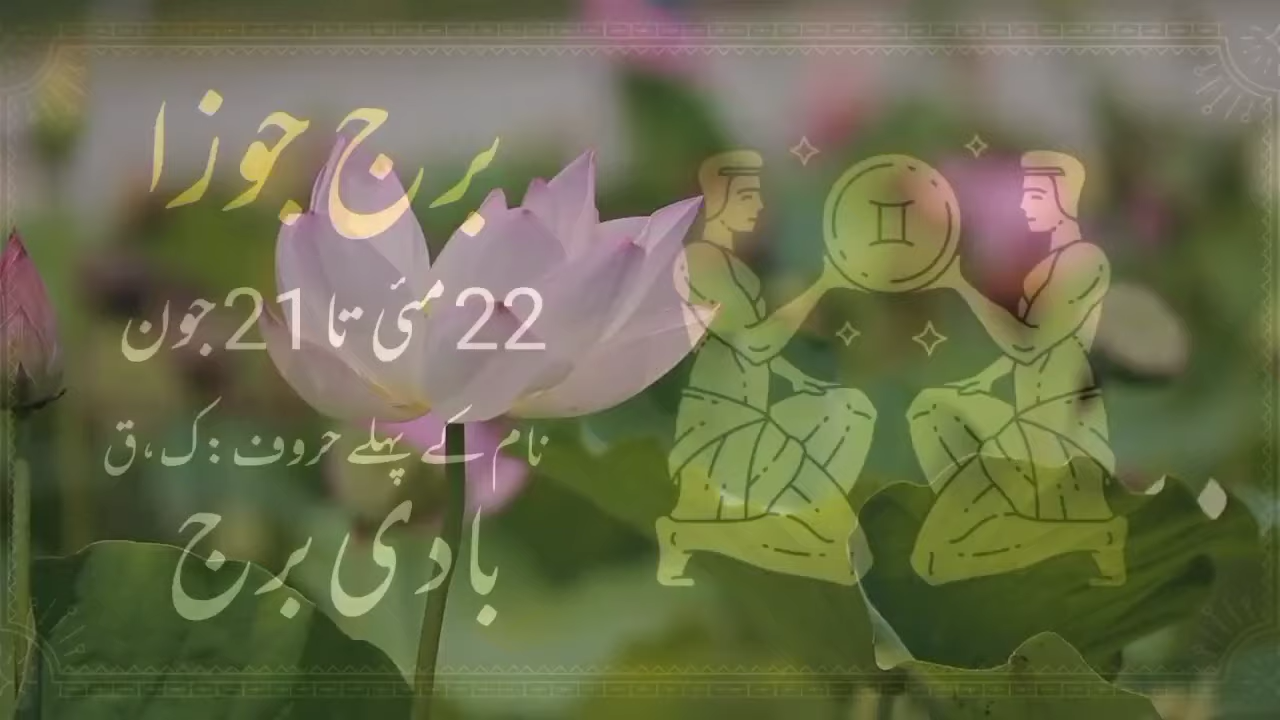 برج جوزا
22 مئی تا 21 جون
نام کے پہلے حروف : ک، ق
بادی برج